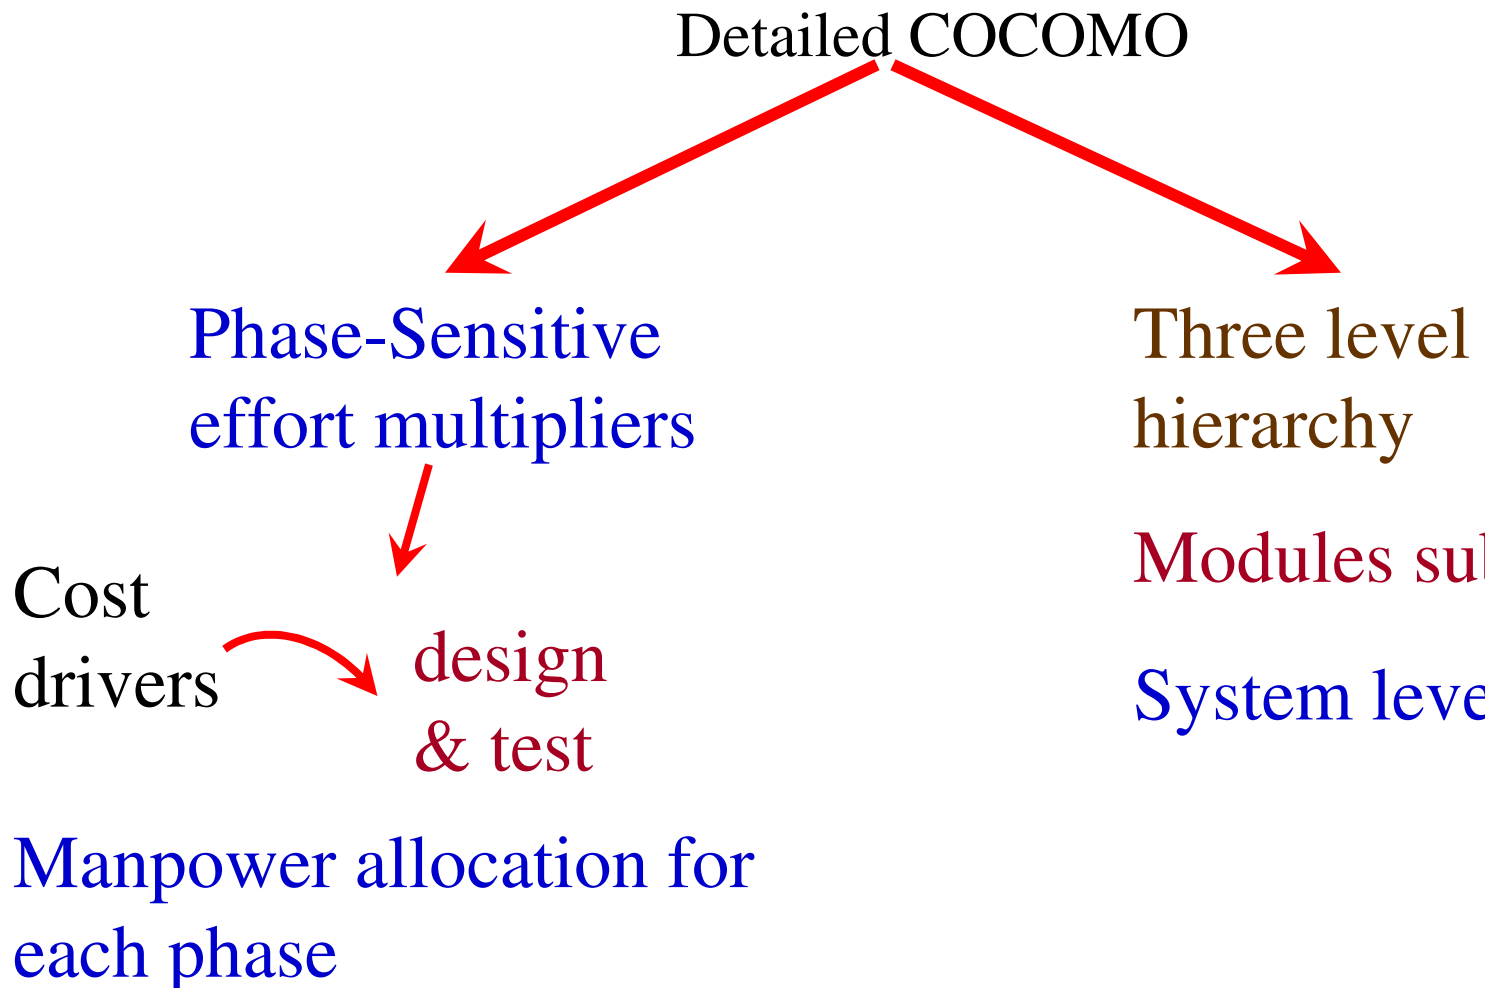 Detailed COCOMO
Phase-Sensitive
effort multipliers
Three level
hierarchy
Cost
drivers
design
& test
Modules
System
Manpower allocation for
each phase